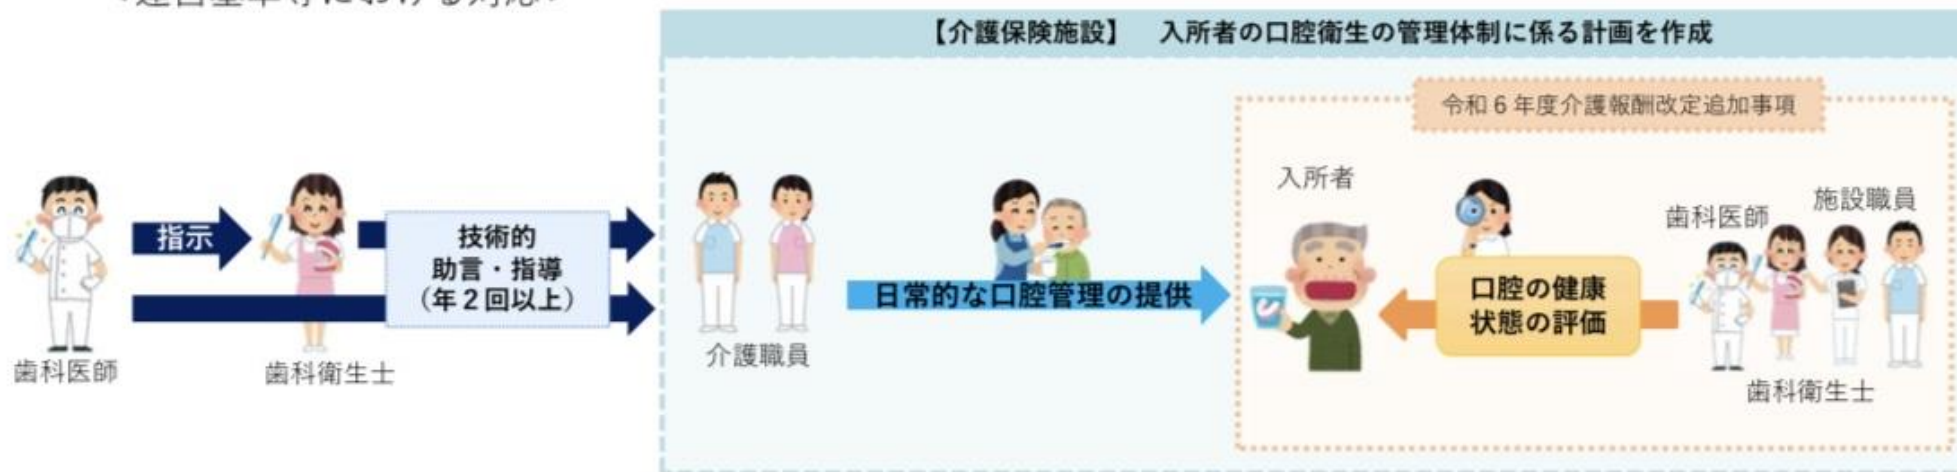 【介護保険施設】　入所者の口腔衛生の管理体制に係る計画を作成
令和６年度介護報酬改定追加事項
指示
技術的
助言・指導
（年２回以上）
歯科医師
歯科衛生士
介護職員
日常的な口腔管理の提供
入所者
口腔の健康
状態の評価
歯科医師
施設職員
歯科衛生士